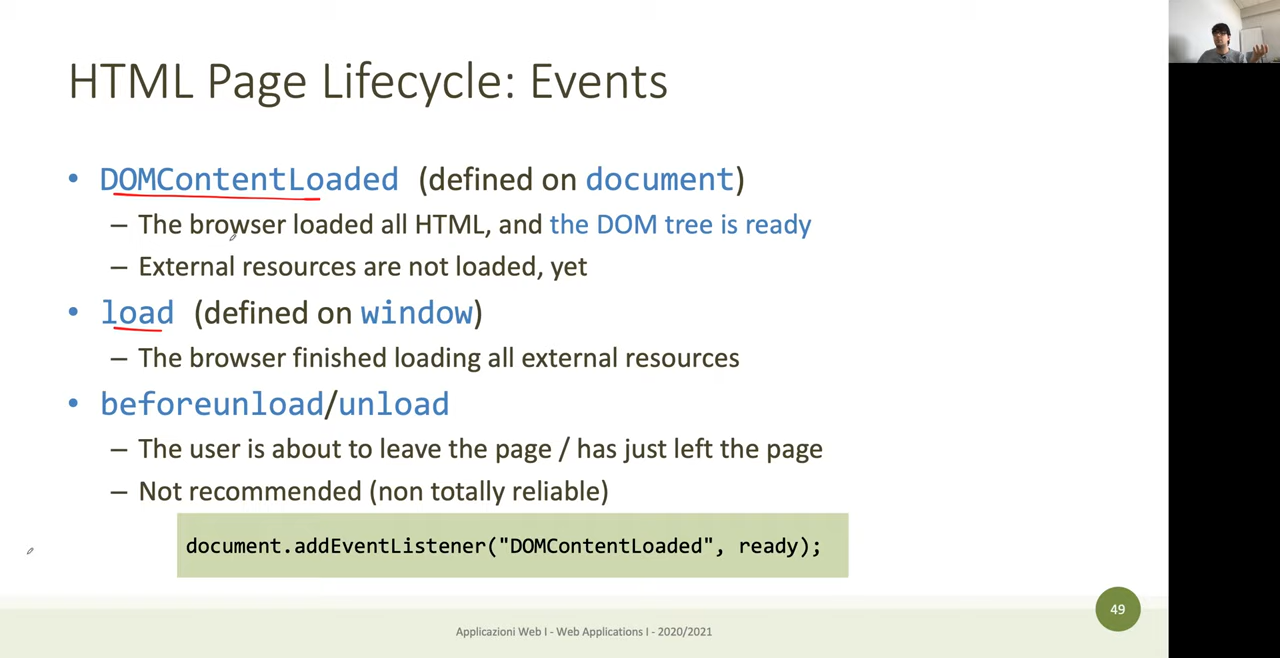 HTML Page Lifecycle: Events
• DOMContentLoaded (defined on document)
– The browser loaded all HTML, and the DOM tree is ready
– External resources are not loaded, yet
• load (defined on window)
– The browser finished loading all external resources
• beforeunload/unload
– The user is about to leave the page / has just left the page
– Not recommended (non totally reliable)
document.addEventListener("DOMContentLoaded", ready);
49
Applicazioni Web I - Web Applications I - 2020/2021